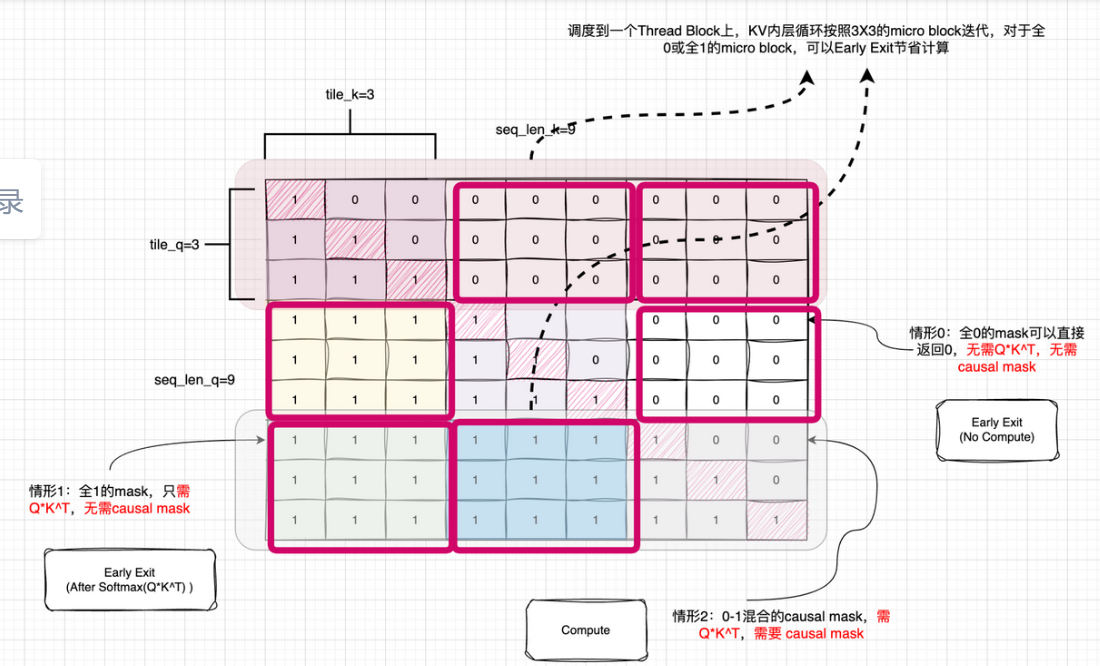 调度到一个Thread Block上，KV内层循环按照3X3的micro block迭代，对于全
0或全1的micro block，可以Early Exit节省计算
tile_k=3
seq_len_k=9
录
1 0 0 0 0 0 0 0 0
1 1 0 0 0 0 0 0 0
tile_q=3
1 1 1 0 0 0 0 0 0
1 1 1 1 0 0 0
情形0：全0的mask可以直接
返回0，无需Q*K^T，无需
causal mask
1 1 1 1 1 0 0 0 0
seq_len_q=9
1 1 1 1 1 1 0 0 0
Early Exit
(No Compute)
1 1 1 1 1 1 1 0 0
1 1 1 1 1 1 1 1 0
1 1 1 1 1 1 1 1 1
情形1：全1的mask，只需
Q*K^T，无需causal mask
Early Exit
(After Softmax(Q*K^T) )
Compute
情形2：0-1混合的causal mask，需
Q*K^T，需要 causal mask